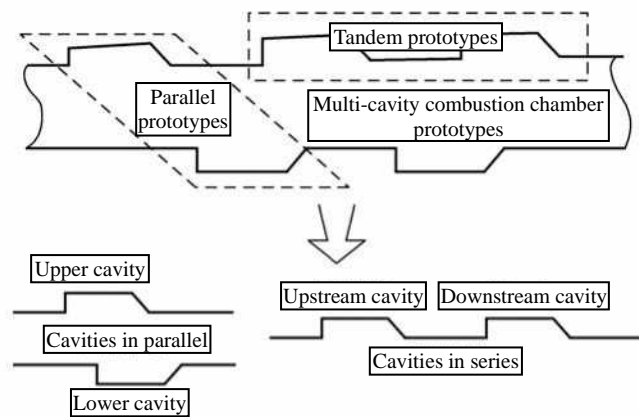 Tandem prototypes
Parallel
prototypes
Multi-cavity combustion chamber
prototypes
Upper cavity
Cavities in parallel
Lower cavity
Upstream cavity
Downstream cavity
Cavities in series